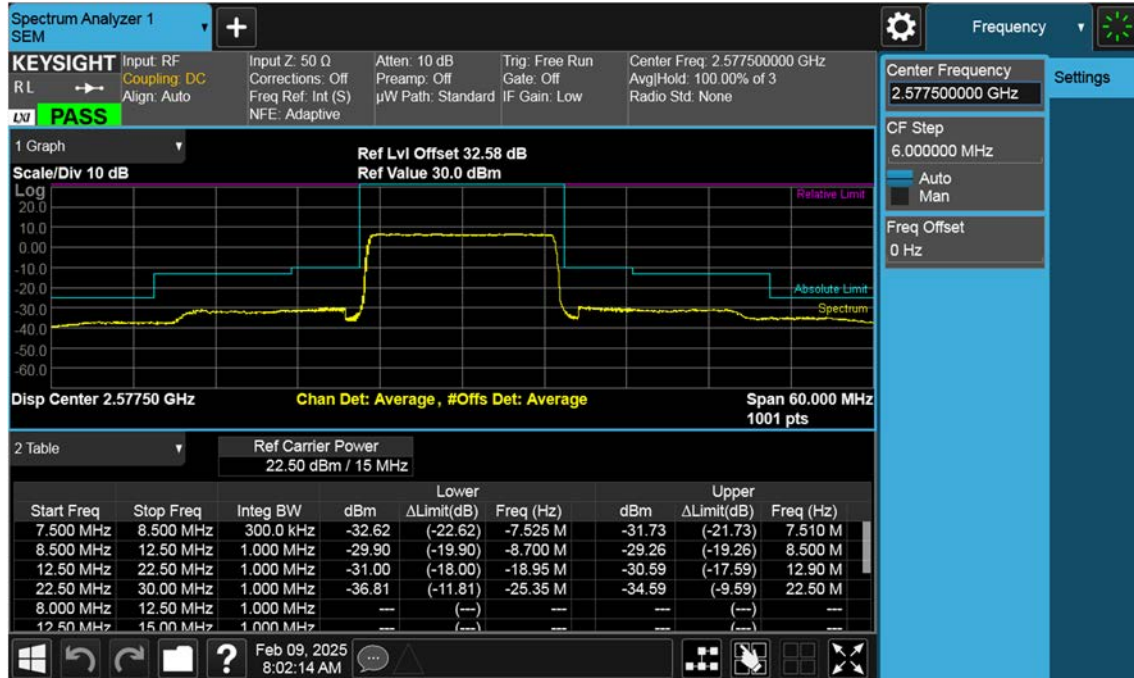 Spectrum Analyzer 1
SEM
Frequency
KEYSIGHT
R L
LXI PASS
Input: RF
Coupling: DC
Align: Auto
Input Z: 50 Ω
Corrections: Off
Freq Ref: Int (S)
NFE: Adaptive
Atten: 10 dB
Preamp: Off
µW Path: Standard
Trig: Free Run
Gate: Off
IF Gain: Low
Center Freq: 2.577500000 GHz
Avg|Hold: 100.00% of 3
Radio Std: None
Center Frequency
2.577500000 GHz
Settings
CF Step
6.000000 MHz
Auto
Man
Freq Offset
0 Hz
1 Graph
Scale/Div 10 dB
Ref Lvl Offset 32.58 dB
Ref Value 30.0 dBm
Log
20.0
10.0
0.00
-10.0
-20.0
-30.0
-40.0
-50.0
-60.0
Relative Limit
Absolute Limit
Spectrum
Disp Center 2.57750 GHz
Chan Det: Average, #Offs Det: Average
Span 60.000 MHz
1001 pts
2 Table
Ref Carrier Power
22.50 dBm / 15 MHz
Lower Upper
Start Freq Stop Freq Integ BW dBm ΔLimit(dB) Freq (Hz) dBm ΔLimit(dB) Freq (Hz)
7.500 MHz 8.500 MHz 300.0 kHz -32.62 (-22.62) -7.525 M -31.73 (-21.73) 7.510 M
8.500 MHz 12.50 MHz 1.000 MHz -29.90 (-19.90) -8.700 M -29.26 (-19.26) 8.500 M
12.50 MHz 22.50 MHz 1.000 MHz -31.00 (-18.00) -18.95 M -30.59 (-17.59) 12.90 M
22.50 MHz 30.00 MHz 1.000 MHz -36.81 (-11.81) -25.35 M -34.59 (-9.59) 22.50 M
8.000 MHz 12.50 MHz 1.000 MHz --- (---) --- --- (---) ---
12.50 MHz 15.00 MHz 1.000 MHz --- (---) --- --- (---) ---
Feb 09, 2025
8:02:14 AM